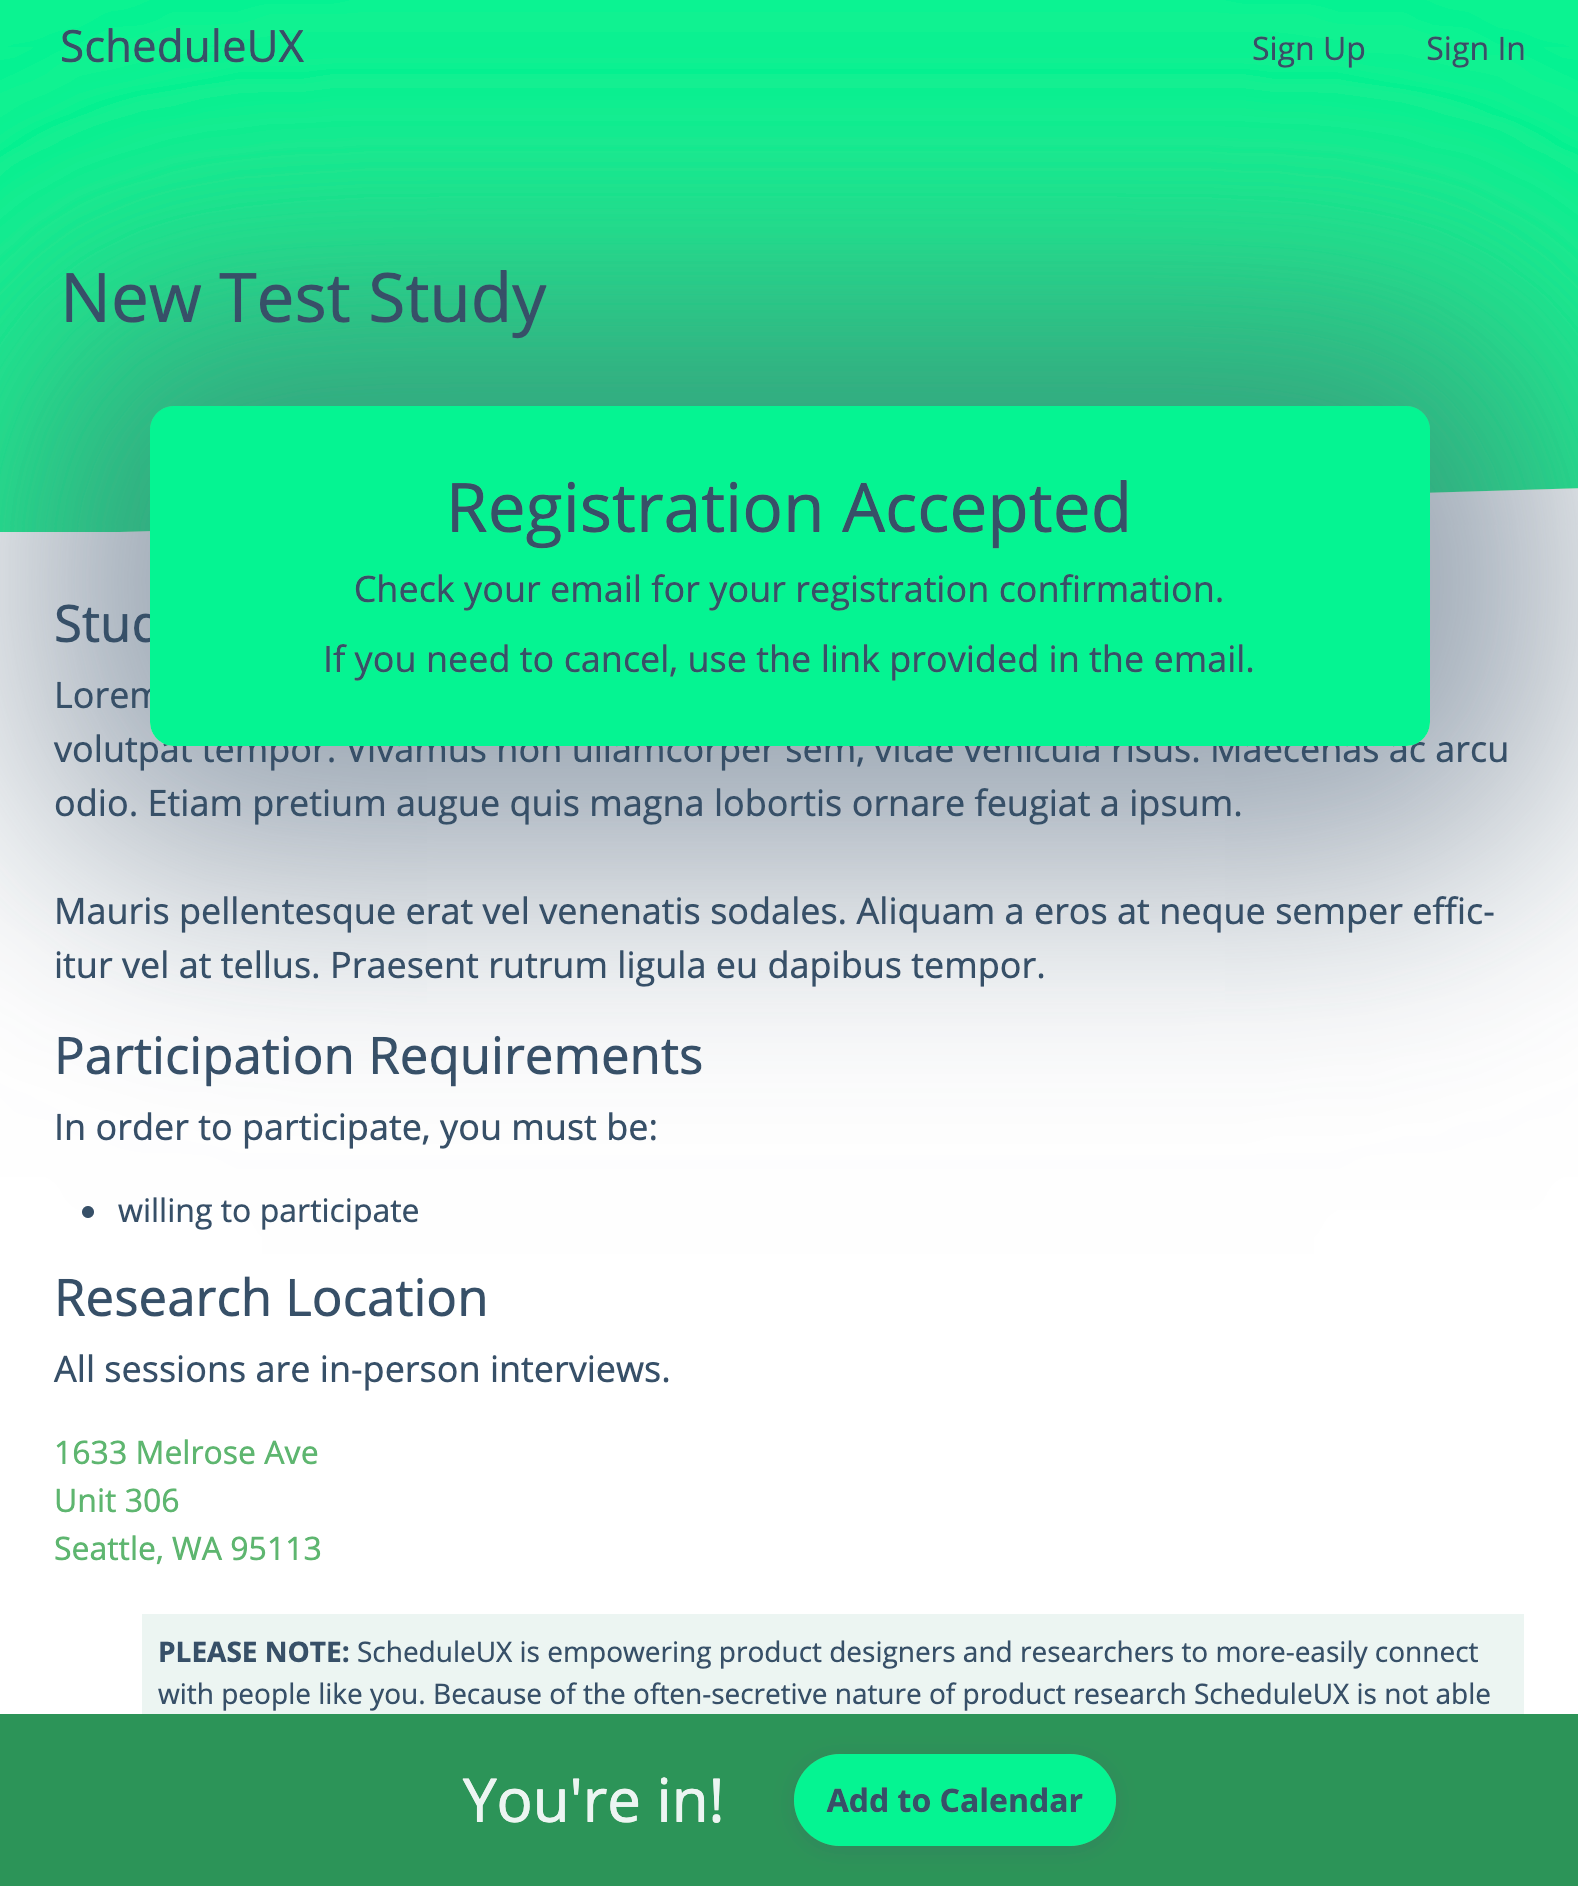 ScheduleUX
Sign Up
Sign In
New Test Study
Registration Accepted
Check your email for your registration confirmation.
If you need to cancel, use the link provided in the email.
volutpat tempor. Vivamus non ullamcorper sem, vitae vehicula risus. Maecenas ac arcu
odio. Etiam pretium augue quis magna lobortis ornare feugiat a ipsum.
Mauris pellentesque erat vel venenatis sodales. Aliquam a eros at neque semper effic-
itur vel at tellus. Praesent rutrum ligula eu dapibus tempor.
Participation Requirements
In order to participate, you must be:
• willing to participate
Research Location
All sessions are in-person interviews.
1633 Melrose Ave
Unit 306
Seattle, WA 95113
PLEASE NOTE: ScheduleUX is empowering product designers and researchers to more-easily connect
with people like you. Because of the often-secretive nature of product research ScheduleUX is not able
You're in!
Add to Calendar